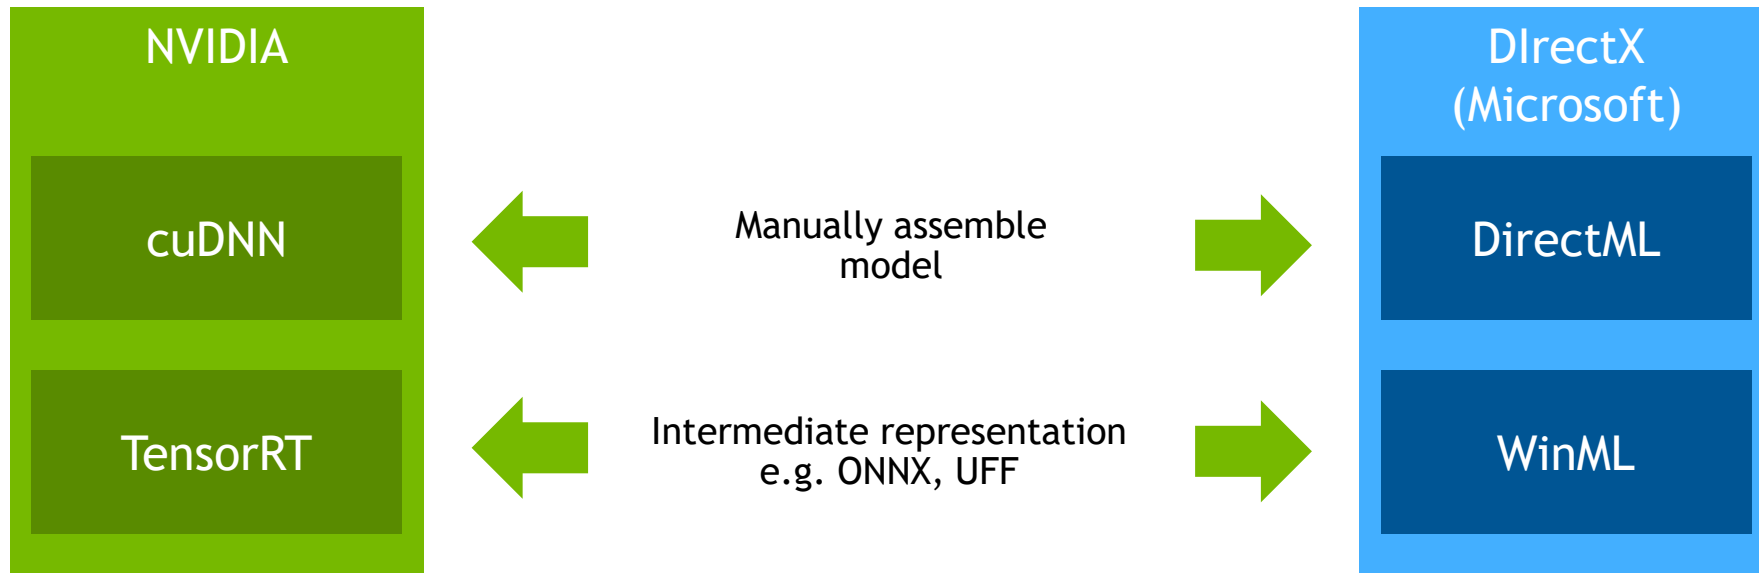 NVIDIA
cuDNN
TensorRT
Manually assemble
model
Intermediate representation
e.g. ONNX, UFF
DIrectX
(Microsoft)
DirectML
WinML